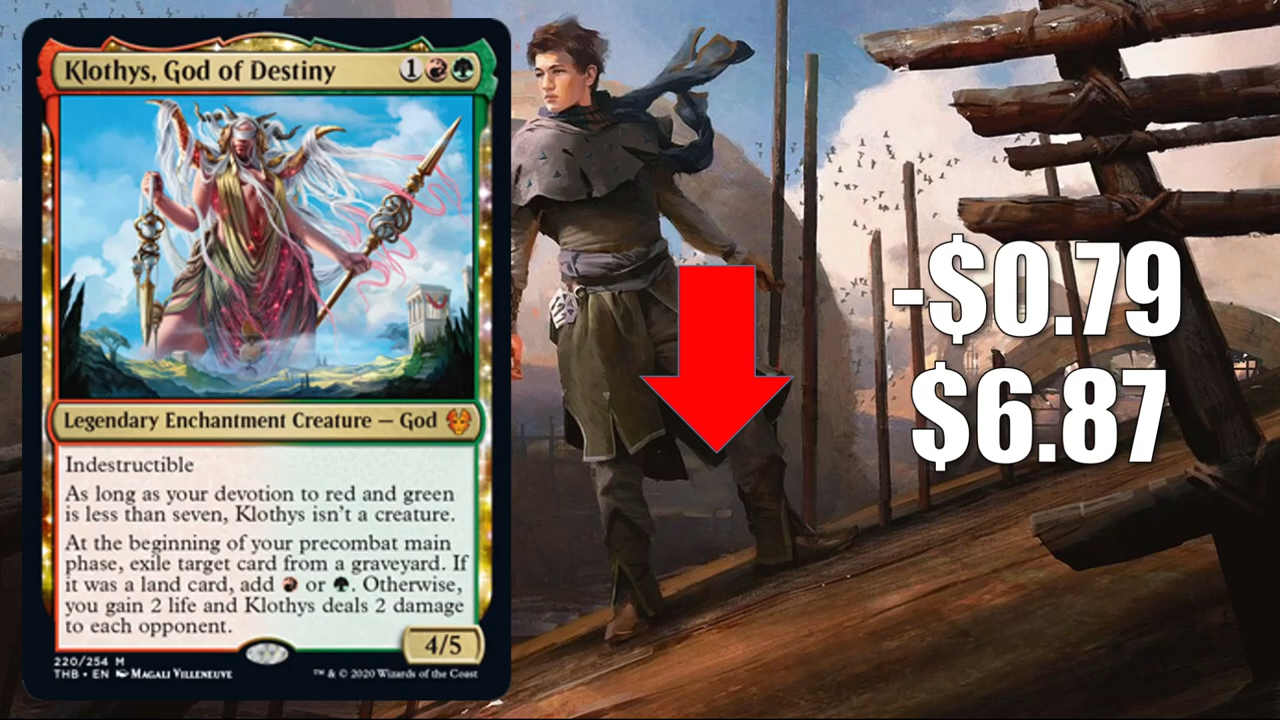 Klothys, God of Destiny 1
Legendary Enchantment Creature — God
Indestructible
As long as your devotion to red and green
is less than seven, Klothys isn't a creature.
At the beginning of your precombat main
phase, exile target card from a graveyard. If
it was a land card, add or . Otherwise,
you gain 2 life and Klothys deals 2 damage
to each opponent.
4/5
220/254 M
THB • EN MAGALI VILLENEUVE
™ & © 2020 Wizards of the Coast
-$0.79
$6.87